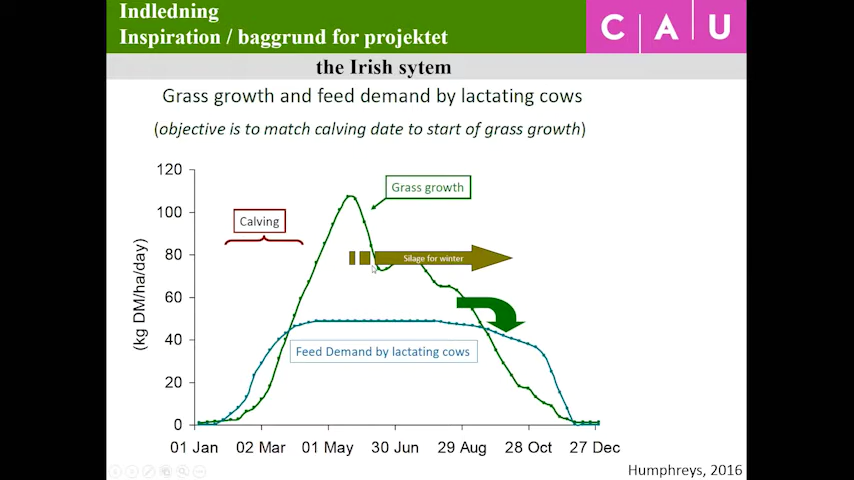 Indledning
Inspiration / baggrund for projektet
C A U
the Irish sytem
Grass growth and feed demand by lactating cows
(objective is to match calving date to start of grass growth)
120
100
80
60
40
20
0
(kg DM/ha/day)
Grass growth
Calving
Silage for winter
Feed Demand by lactating cows
01 Jan 02 Mar 01 May 30 Jun 29 Aug 28 Oct 27 Dec
Humphreys, 2016